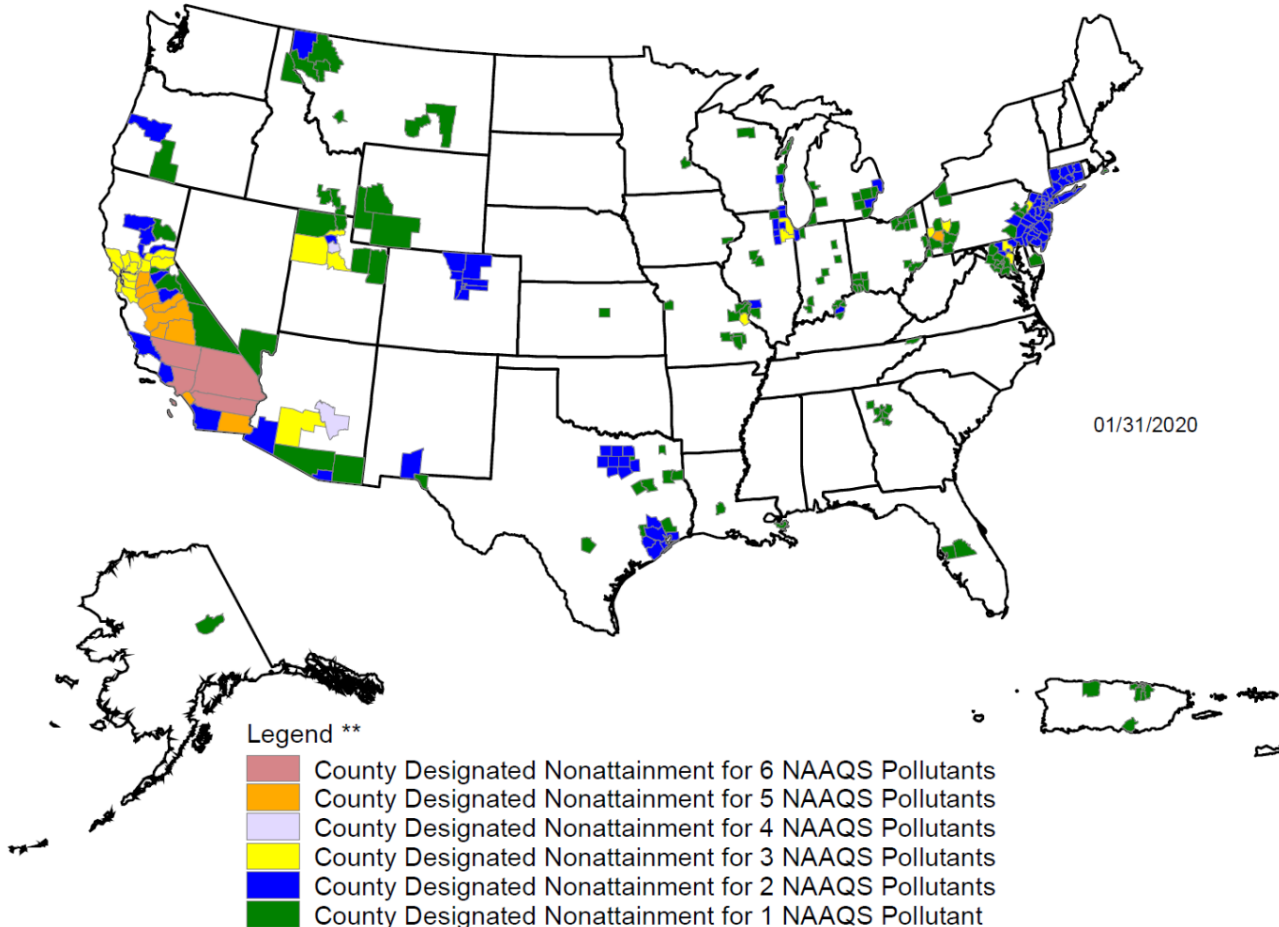 01/31/2020
Legend **
County Designated Nonattainment for 6 NAAQS Pollutants
County Designated Nonattainment for 5 NAAQS Pollutants
County Designated Nonattainment for 4 NAAQS Pollutants
County Designated Nonattainment for 3 NAAQS Pollutants
County Designated Nonattainment for 2 NAAQS Pollutants
County Designated Nonattainment for 1 NAAQS Pollutant